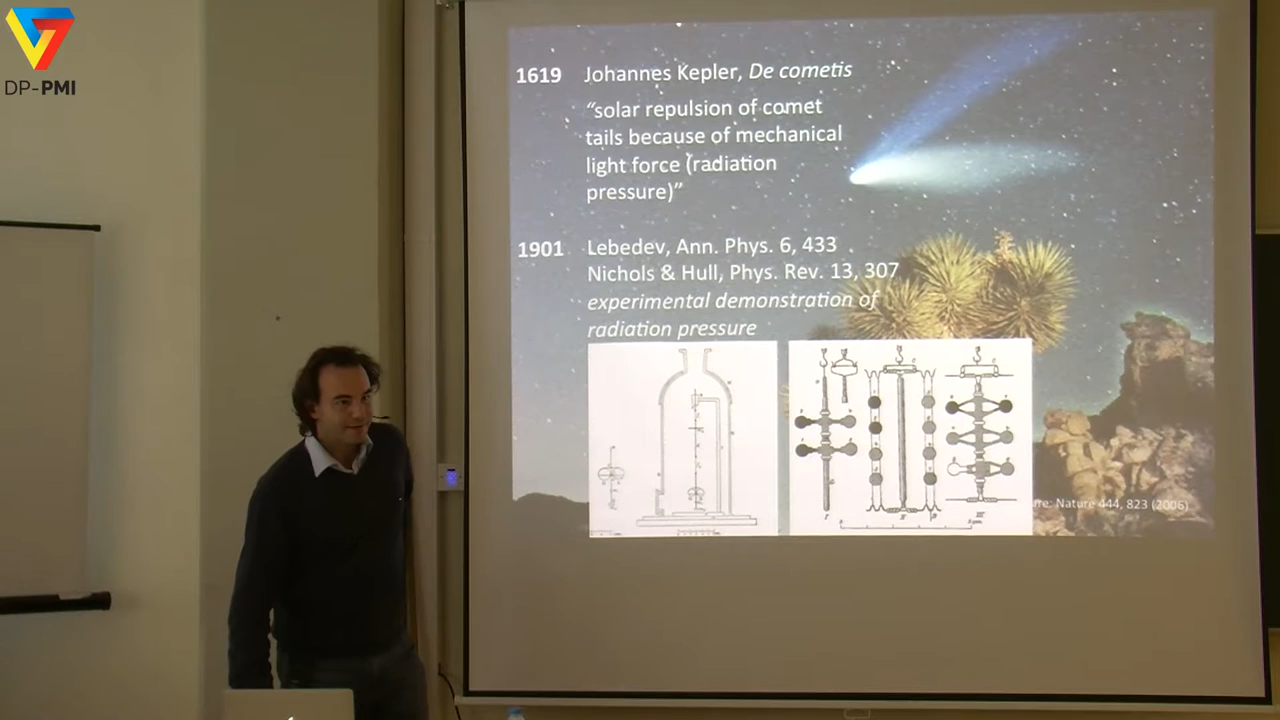 DP-PMI
1619 Johannes Kepler, De cometis
“solar repulsion of comet
tails because of mechanical
light force (radiation
pressure)”
1901 Lebedev, Ann. Phys. 6, 433
Nichols & Hull, Phys. Rev. 13, 307
experimental demonstration of
radiation pressure
Nature 444, 823 (2006)